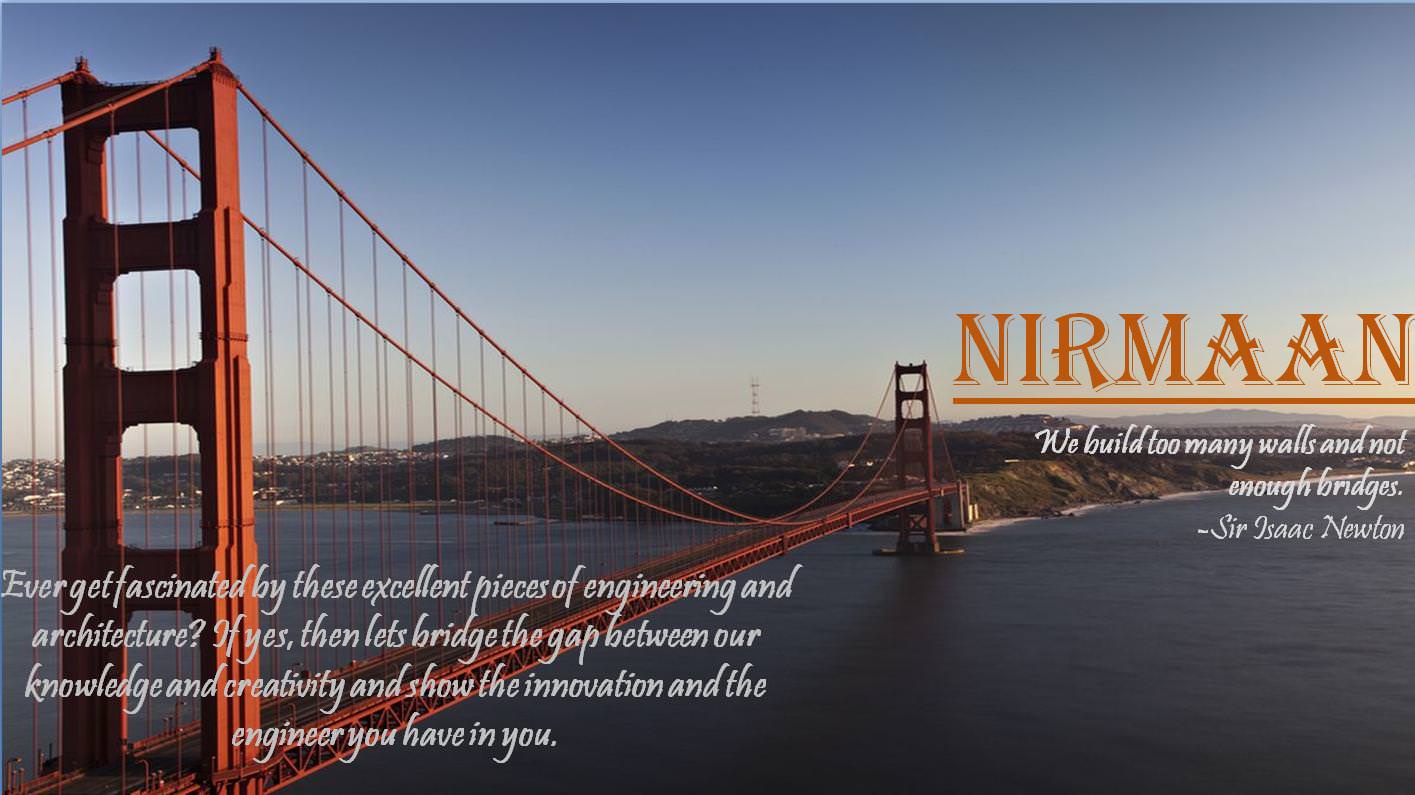 NIRMAAN
We build too many walls and not
enough bridges.
~Sir Isaac Newton
Ever get fascinated by these excellent pieces of engineering and
architecture? If yes, then lets bridge the gap between our
knowledge and creativity and show the innovation and the
engineer you have in you.